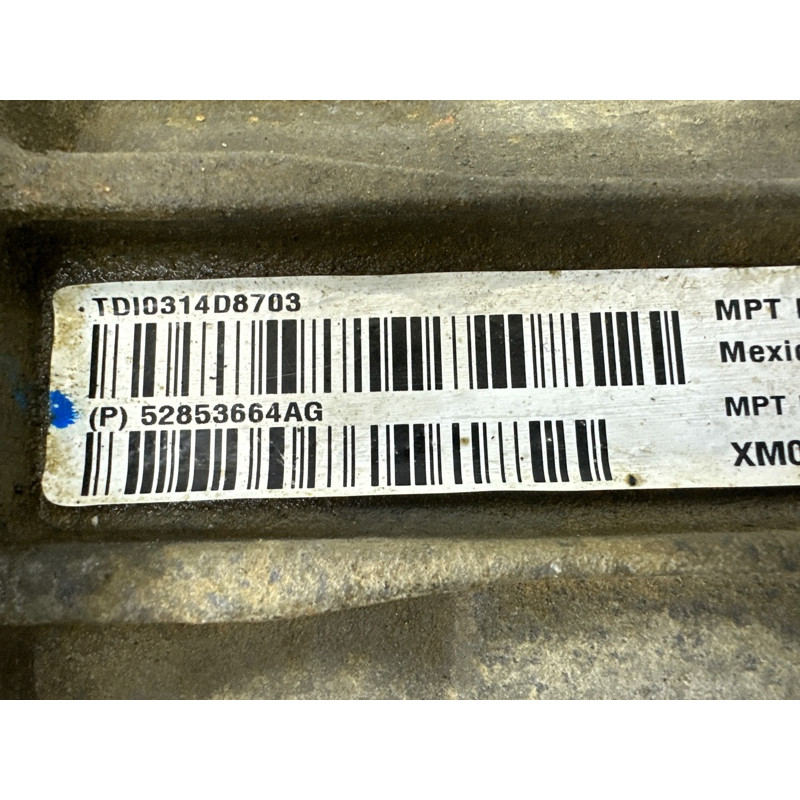 TDI0314D8703
(P) 52853664AG
MPT
Mexic
MPT
XM0